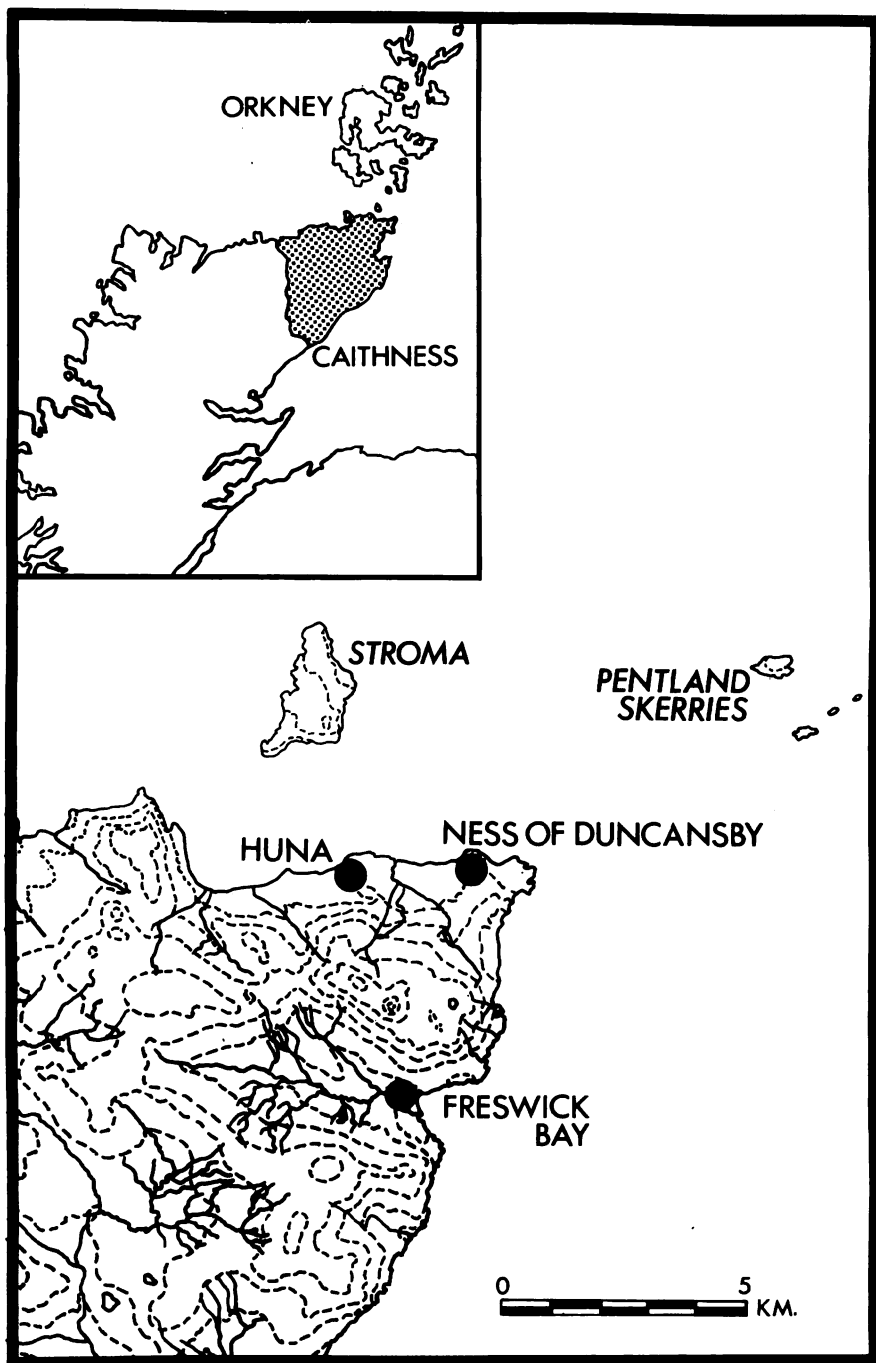 ORKNEY
CAITHNESS
STROMA
PENTLAND
SKERRIES
HUNA
NESS OF DUNCANSBY
FRESWICK
BAY
0 5
KM.